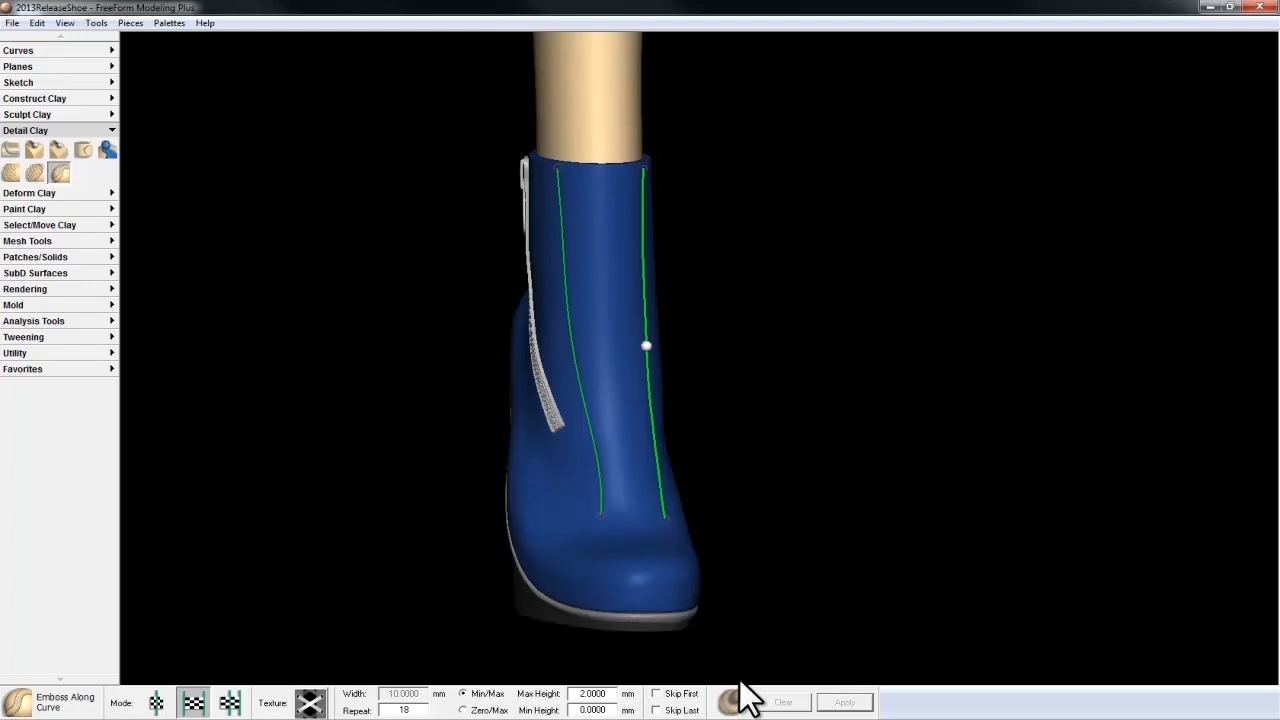 2013ReleaseShoe - FreeForm Modeling Plus
File Edit View Tools Pieces Palettes Help
Curves
Planes
Sketch
Construct Clay
Sculpt Clay
Detail Clay
Deform Clay
Paint Clay
Select/Move Clay
Mesh Tools
Patches/Solids
SubD Surfaces
Rendering
Mold
Analysis Tools
Tweening
Utility
Favorites
Emboss Along Curve
Mode:
Texture:
Width: 10.0000 mm
Repeat: 18
Min/Max
Zero/Max
Max Height: 2.0000 mm
Min Height: 0.0000 mm
Skip First
Skip Last
Clear
Apply